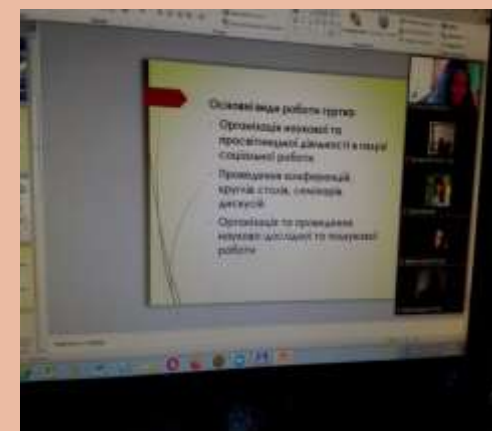 Основні види роботи гуртка:
Організація наукової та
просвітницької діяльності в галузі
соціальної роботи
Проведення конференцій,
круглих столів, семінарів,
дискусій
Організація та проведення
науково-дослідної та пошукової
роботи